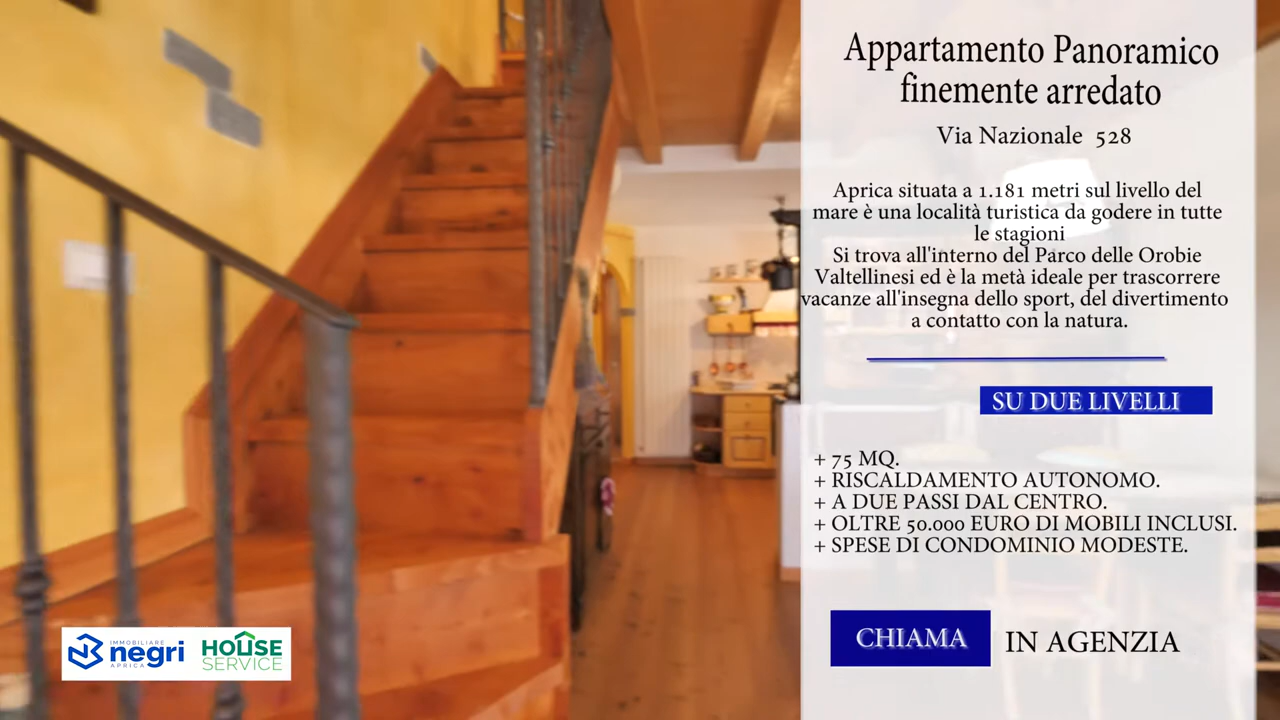 Appartamento Panoramico
finemente arredato
Via Nazionale 528
Aprica situata a 1.181 metri sul livello del
mare è una località turistica da godere in tutte
le stagioni
Si trova all'interno del Parco delle Orobie
Valtellinesi ed è la metà ideale per trascorrere
vacanze all'insegna dello sport, del divertimento
a contatto con la natura.
SU DUE LIVELLI
+ 75 MQ.
+ RISCALDAMENTO AUTONOMO.
+ A DUE PASSI DAL CENTRO.
+ OLTRE 50.000 EURO DI MOBILI INCLUSI.
+ SPESE DI CONDOMINIO MODESTE.
CHIAMA IN AGENZIA
IMMOBILIARE
negri
APRICA
HOUSE
SERVICE